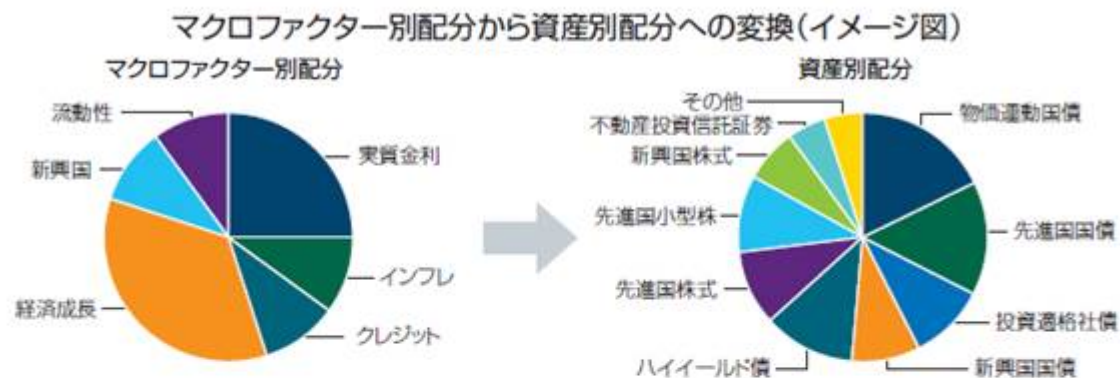 マクロファクター別配分から資産別配分への変換(イメージ図)
マクロファクター別配分
流動性
新興国
経済成長
実質金利
インフレ
クレジット
資産別配分
その他
不動産投資信託証券
新興国株式
先進国小型株
先進国株式
ハイイールド債
物価連動国債
先進国国債
投資適格社債
新興国国債